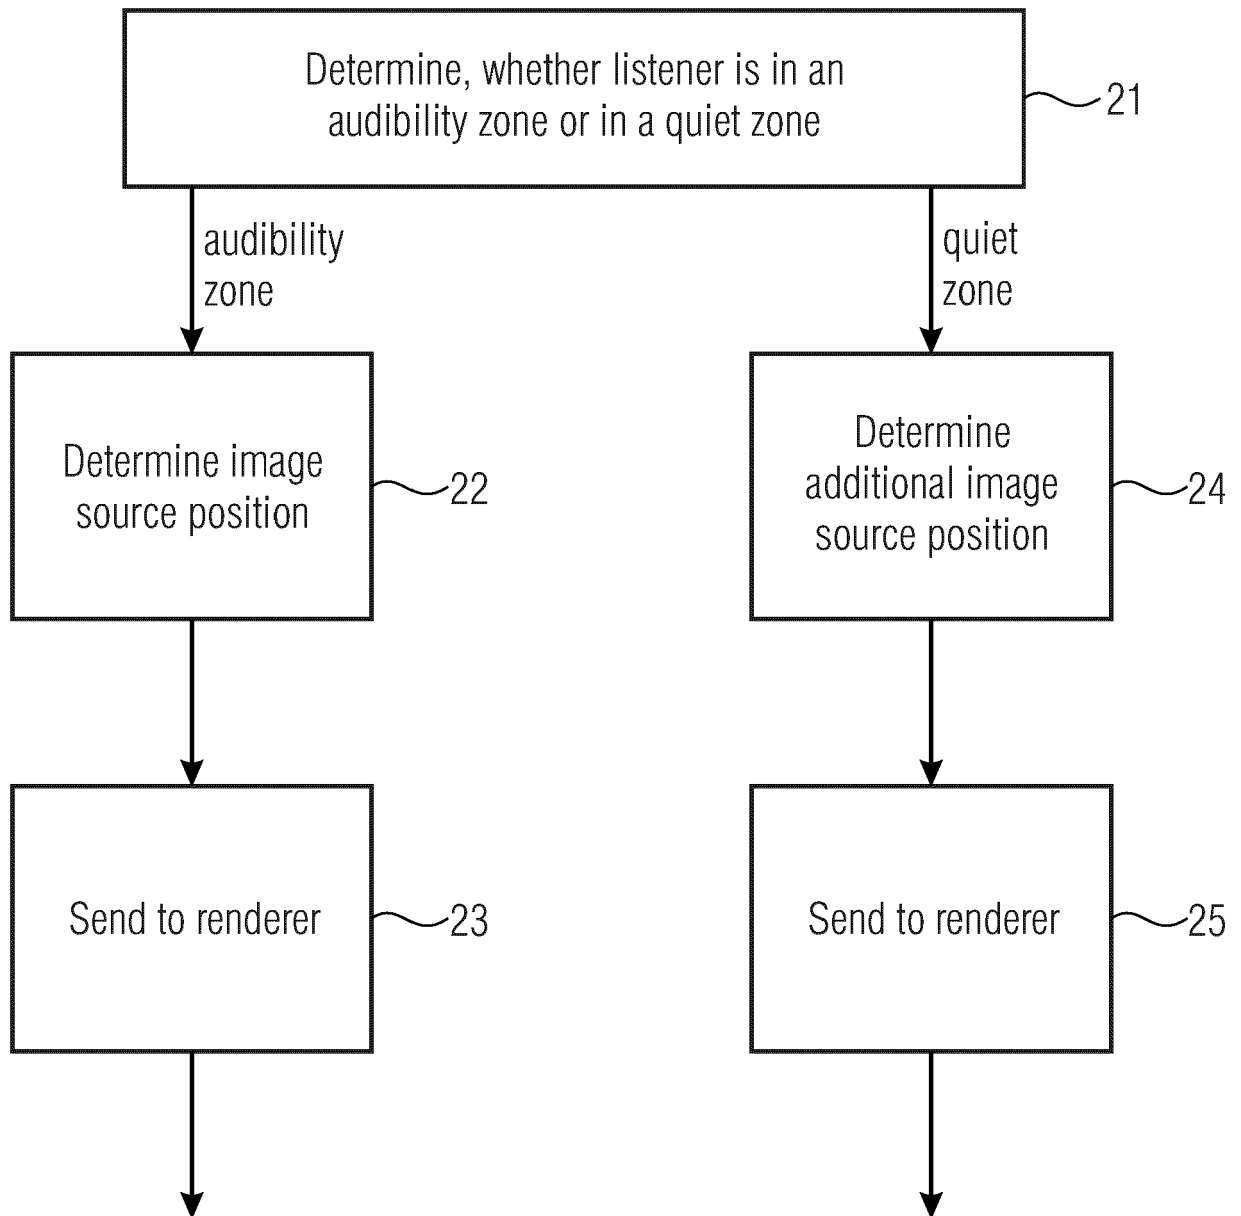 Determine, whether listener is in an
audibility zone or in a quiet zone
21
audibility
zone
quiet
zone
Determine image
source position
22
Determine
additional image
source position
24
Send to renderer
23
Send to renderer
25